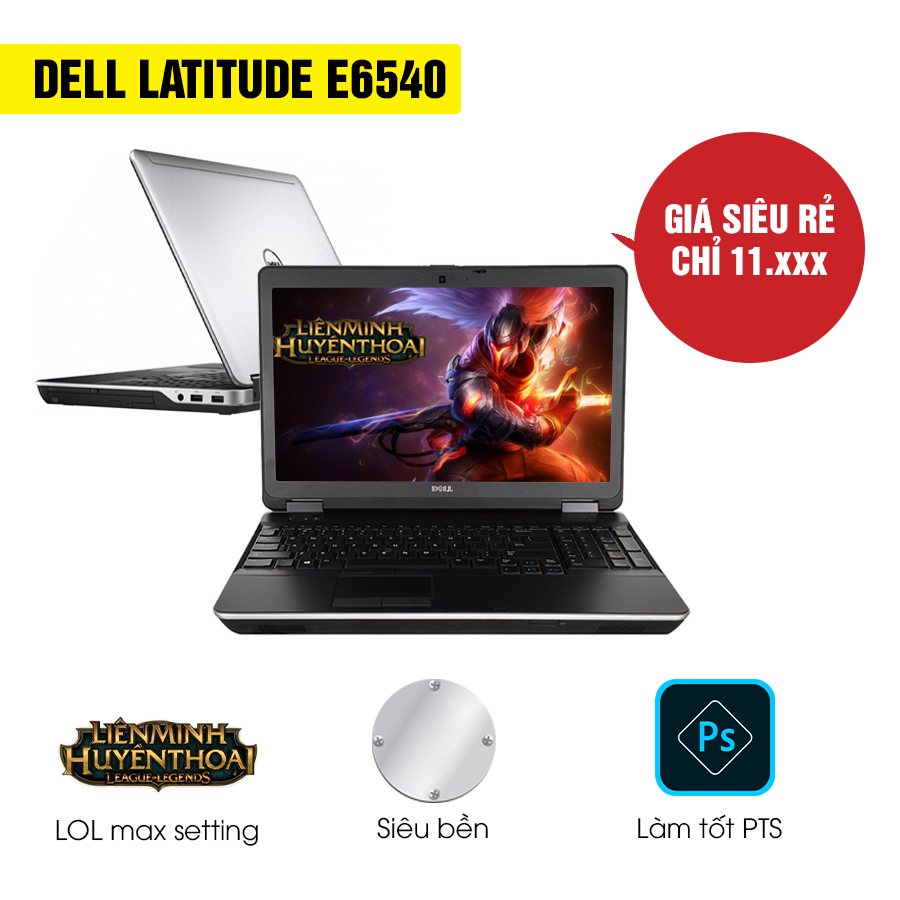 DELL LATITUDE E6540
GIÁ SIÊU RẺ
CHỈ 11.xxx
DELL
LIÊNMINH
HUYỀNTHOẠI
LEAGUE-LEGENDS
DELL
LIÊNMINH
HUYỀNTHOẠI
LEAGUE-LEGENDS
Ps
LOL max setting
Siêu bền
Làm tốt PTS